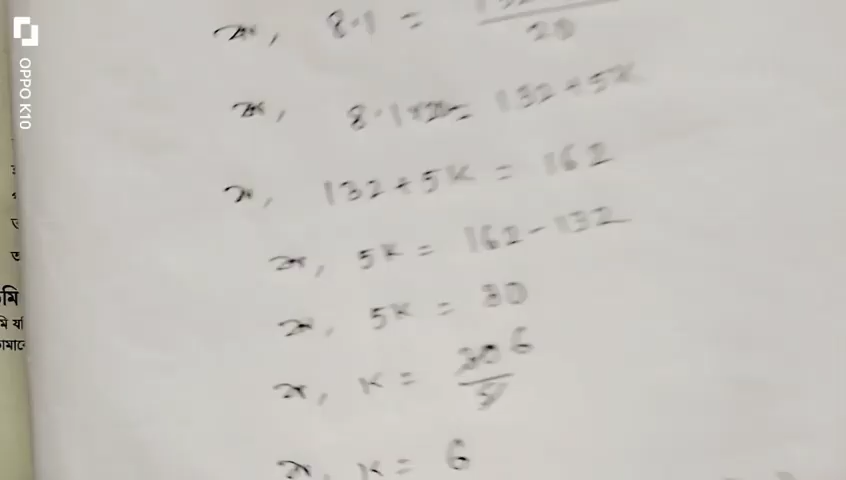 OPPO K10
বা, 8.1 = 132 / 20
বা, 8.1×20 = 132 + 5K
বা, 132 + 5K = 162
বা, 5K = 162 - 132
বা, 5K = 30
বা, K = 30 6 / 5
বা, K = 6